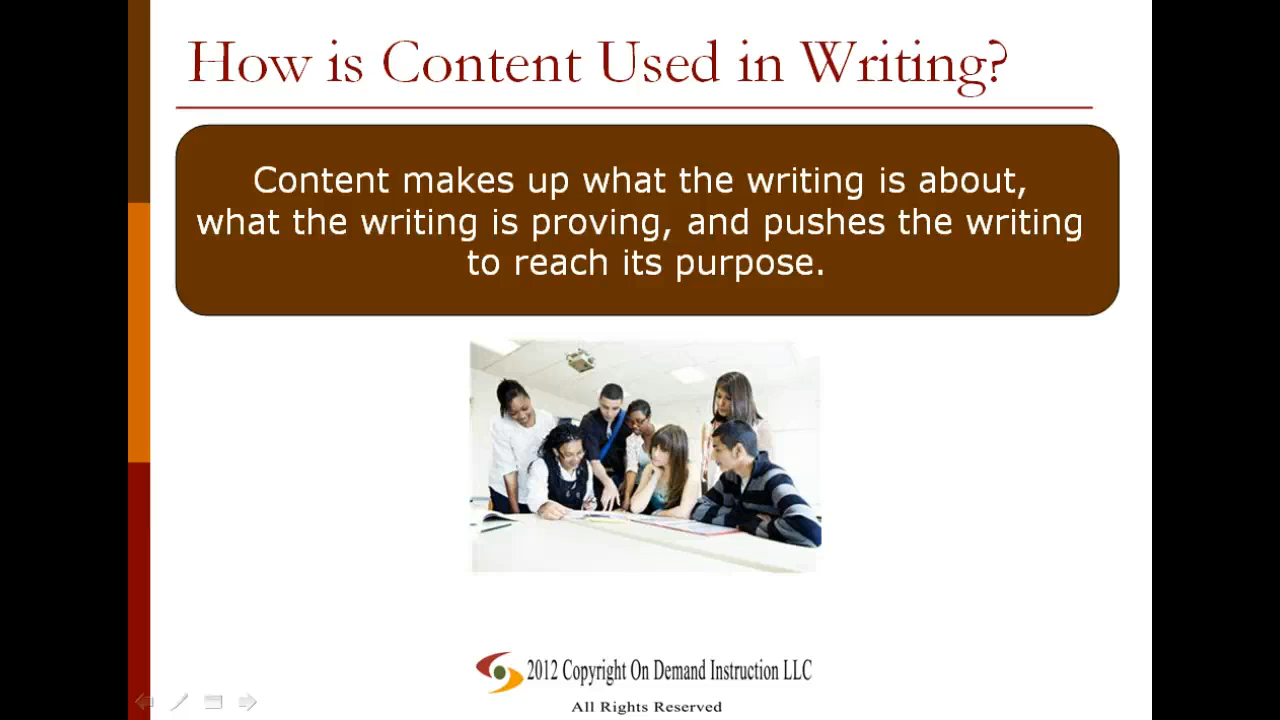 How is Content Used in Writing?
Content makes up what the writing is about,
what the writing is proving, and pushes the writing
to reach its purpose.
2012 Copyright On Demand Instruction LLC
All Rights Reserved